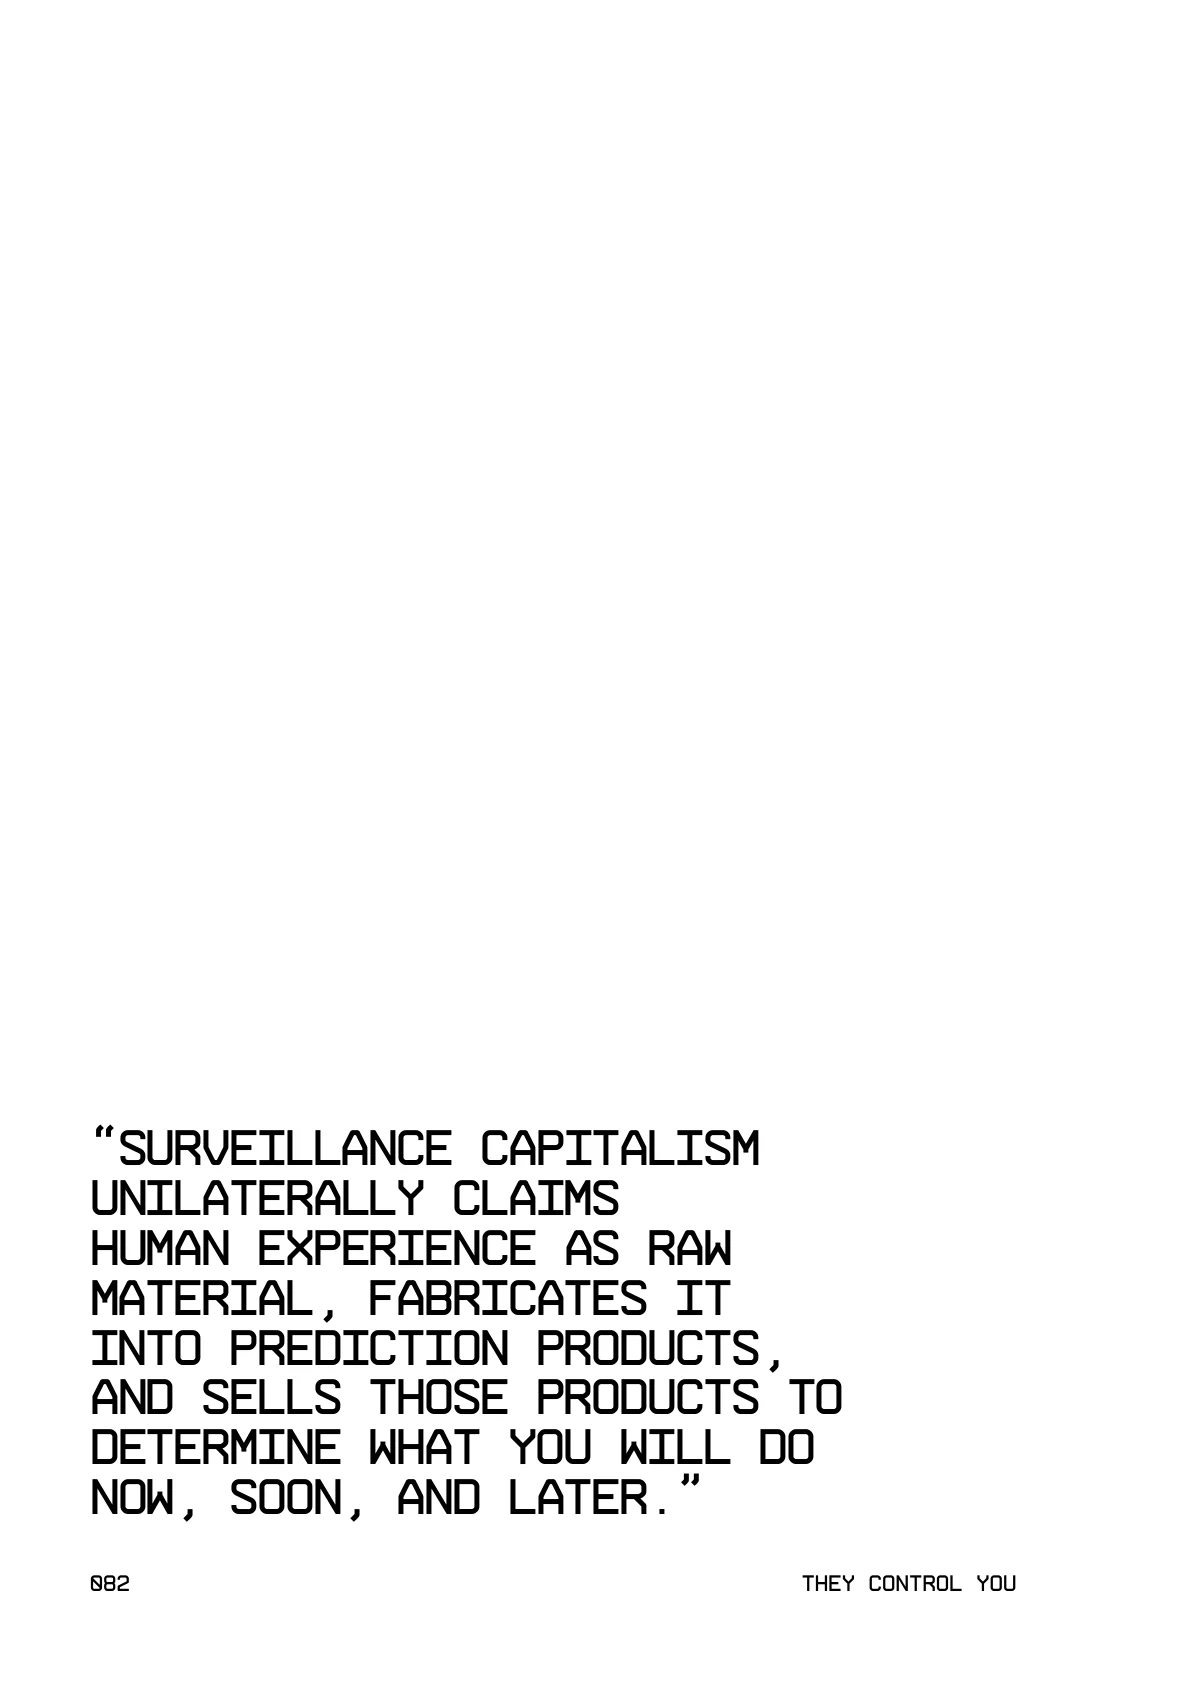 “SURVEILLANCE CAPITALISM
UNILATERALLY CLAIMS
HUMAN EXPERIENCE AS RAW
MATERIAL, FABRICATES IT
INTO PREDICTION PRODUCTS,
AND SELLS THOSE PRODUCTS TO
DETERMINE WHAT YOU WILL DO
NOW, SOON, AND LATER.”
082 THEY CONTROL YOU